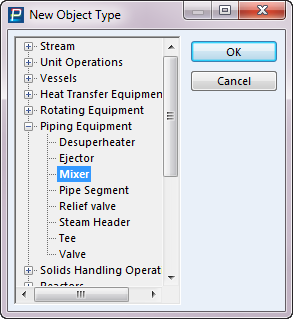 New Object Type
Stream
Unit Operations
Vessels
Heat Transfer Equipmen
Rotating Equipment
Piping Equipment
Desuperheater
Ejector
Mixer
Pipe Segment
Relief valve
Steam Header
Tee
Valve
Solids Handling Operat
Reactors
OK
Cancel